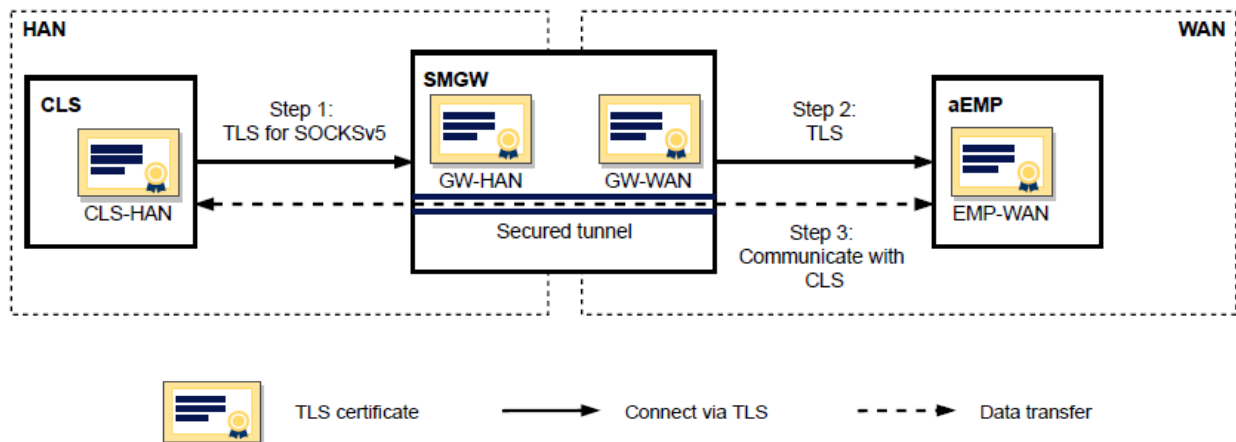 HAN
WAN
CLS
SMGW
aEMP
Step 1:
TLS for SOCKSv5
Step 2:
TLS
CLS-HAN
GW-HAN
GW-WAN
EMP-WAN
Secured tunnel
Step 3:
Communicate with
CLS
TLS certificate
Connect via TLS
Data transfer